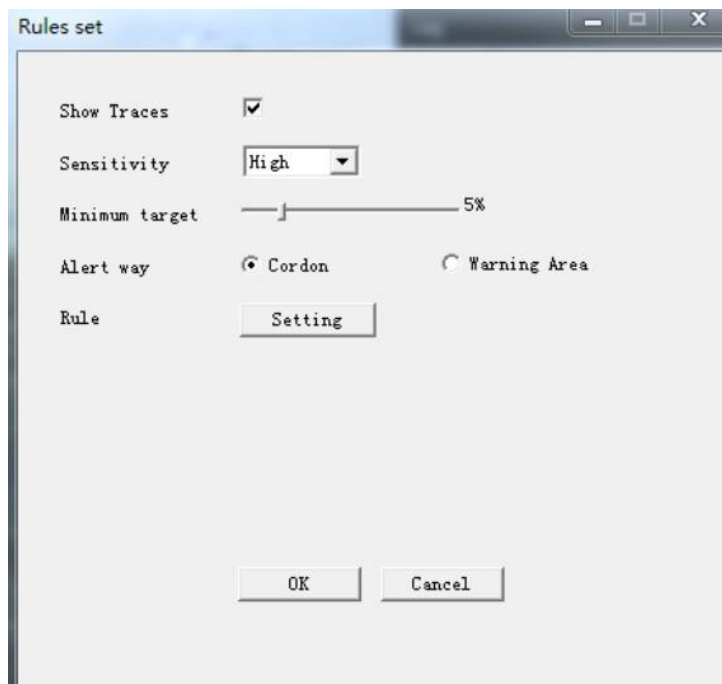 Rules set
Show Traces
Sensitivity High
Minimum target 5%
Alert way Cordon Warning Area
Rule Setting
OK Cancel